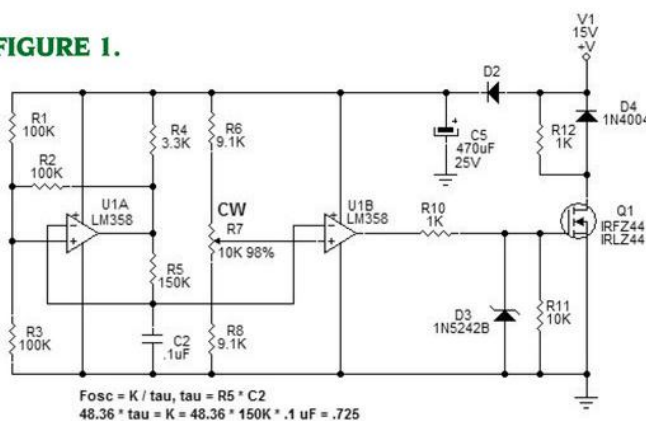 FIGURE 1.
V1
15V
+V
D2
D4
1N4004
R1
100K
R2
100K
R4
3.3K
R6
9.1K
C5
470uF
25V
+
R12
1K
U1A
LM358
CW
R7
10K 98%
U1B
LM358
R10
1K
Q1
IRFZ44
IRLZ44
R5
150K
R3
100K
C2
.1uF
R8
9.1K
D3
1N5242B
R11
10K
Fosc = K / tau, tau = R5 * C2
48.36 * tau = K = 48.36 * 150K * .1 uF = .725